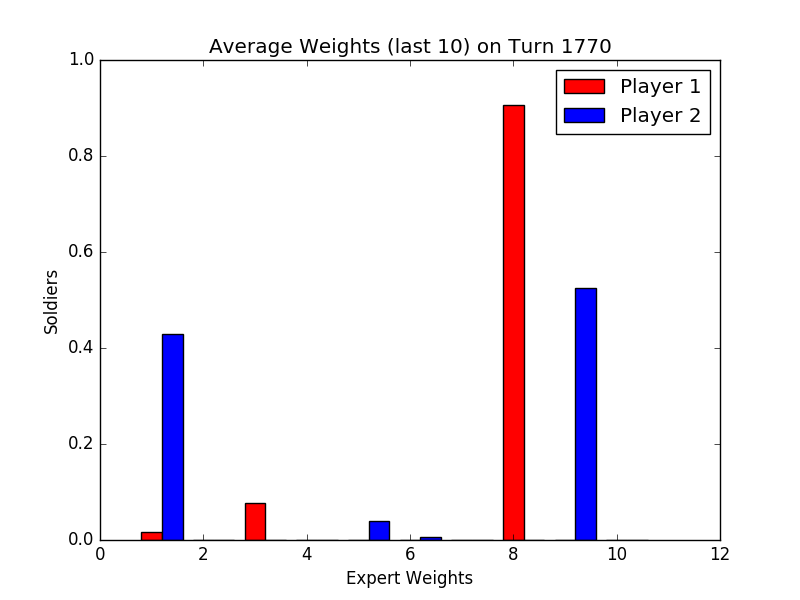 Average Weights (last 10) on Turn 1770
Player 1
Player 2
1.0
0.8
0.6
0.4
0.2
0.0
Soldiers
0 2 4 6 8 10 12
Expert Weights